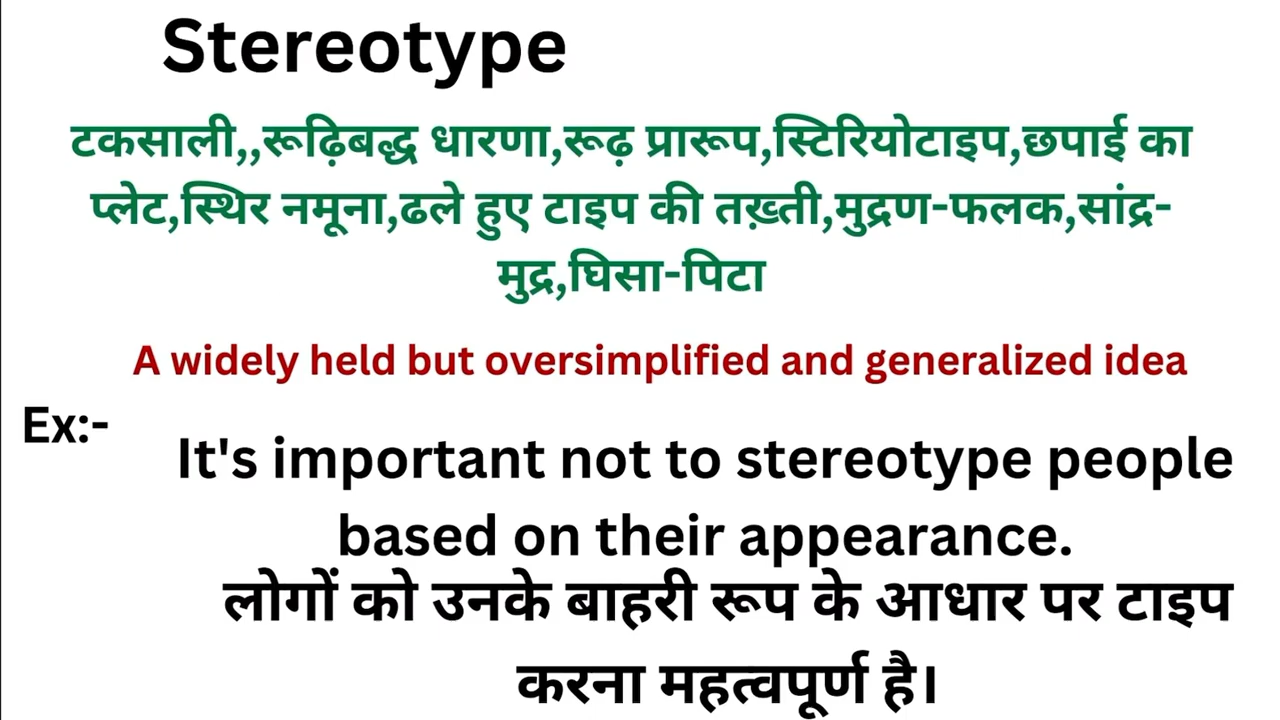 Stereotype
टकसाली,,रूढ़िबद्ध धारणा,रूढ़ प्रारूप,स्टिरियोटाइप,छपाई का
प्लेट,स्थिर नमूना,ढले हुए टाइप की तख़्ती,मुद्रण-फलक,सांद्र-
मुद्र,घिसा-पिटा
A widely held but oversimplified and generalized idea
Ex:-
It's important not to stereotype people
based on their appearance.
लोगों को उनके बाहरी रूप के आधार पर टाइप
करना महत्वपूर्ण है।